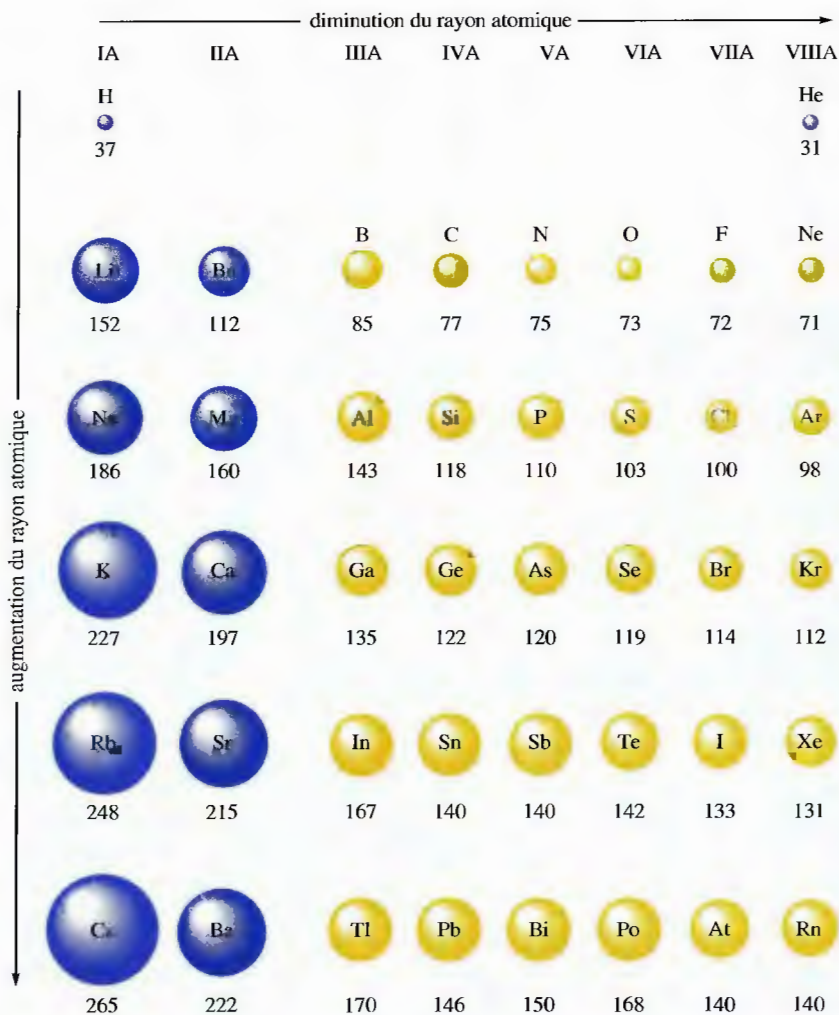 diminution du rayon atomique
IA IIA IIIA IVA VA VIA VIIA VIIIA
H He
37 31
B C N O F Ne
Li
152 112 85 77 75 73 72 71
Al Si P S Cl Ar
186 160 143 118 110 103 100 98
K Ca Ga Ge As Se Br Kr
227 197 135 122 120 119 114 112
Rb Sr In Sn Sb Te I Xe
248 215 167 140 140 142 133 131
Ba Tl Pb Bi Po At Rn
265 222 170 146 150 168 140 140
augmentation du rayon atomique